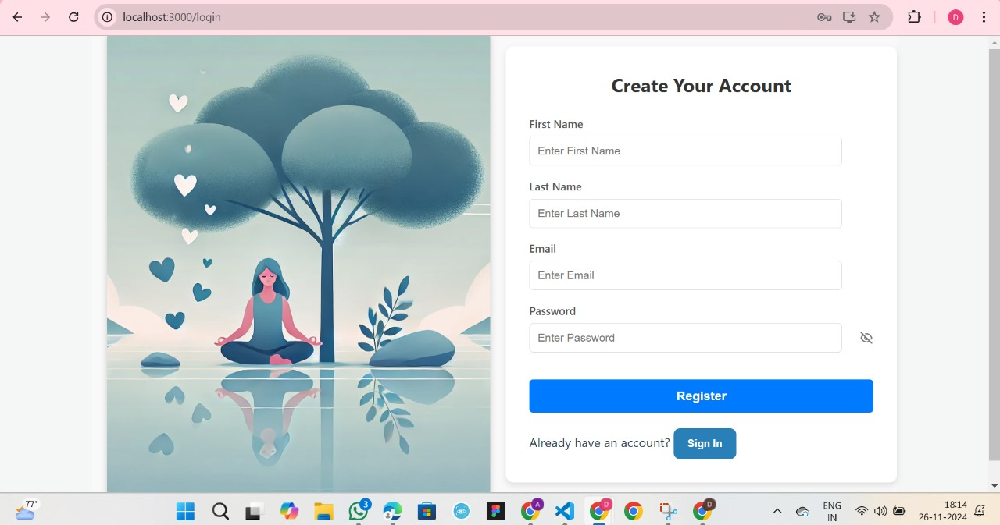 localhost:3000/login
D
Create Your Account
First Name
Enter First Name
Last Name
Enter Last Name
Email
Enter Email
Password
Enter Password
Register
Already have an account? Sign In
77°
3
A
D
D
ENG
IN
18:14
26-11-2024